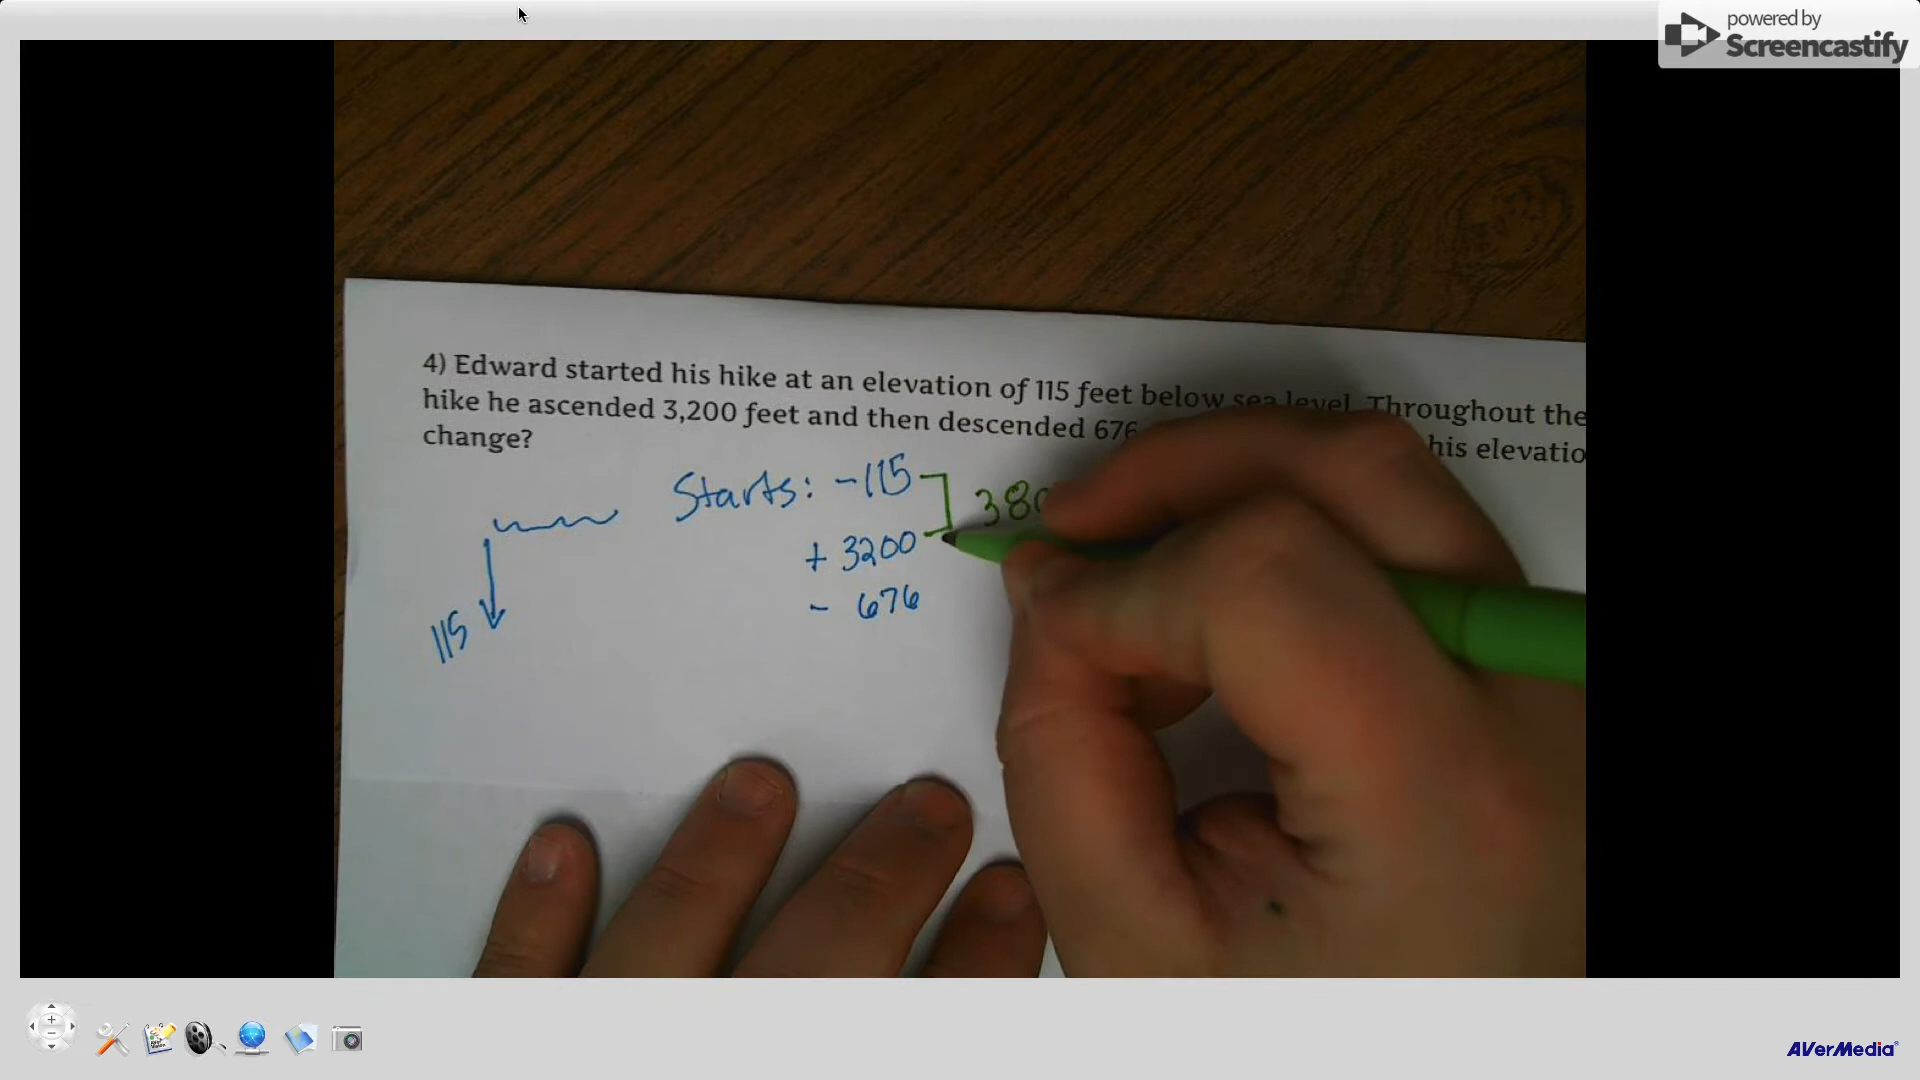 powered by
Screencastify
4) Edward started his hike at an elevation of 115 feet below sea level. Throughout the
hike he ascended 3,200 feet and then descended 676 his elevatio
change?
Starts: -115
380
+ 3200
- 676
115
AVerMedia